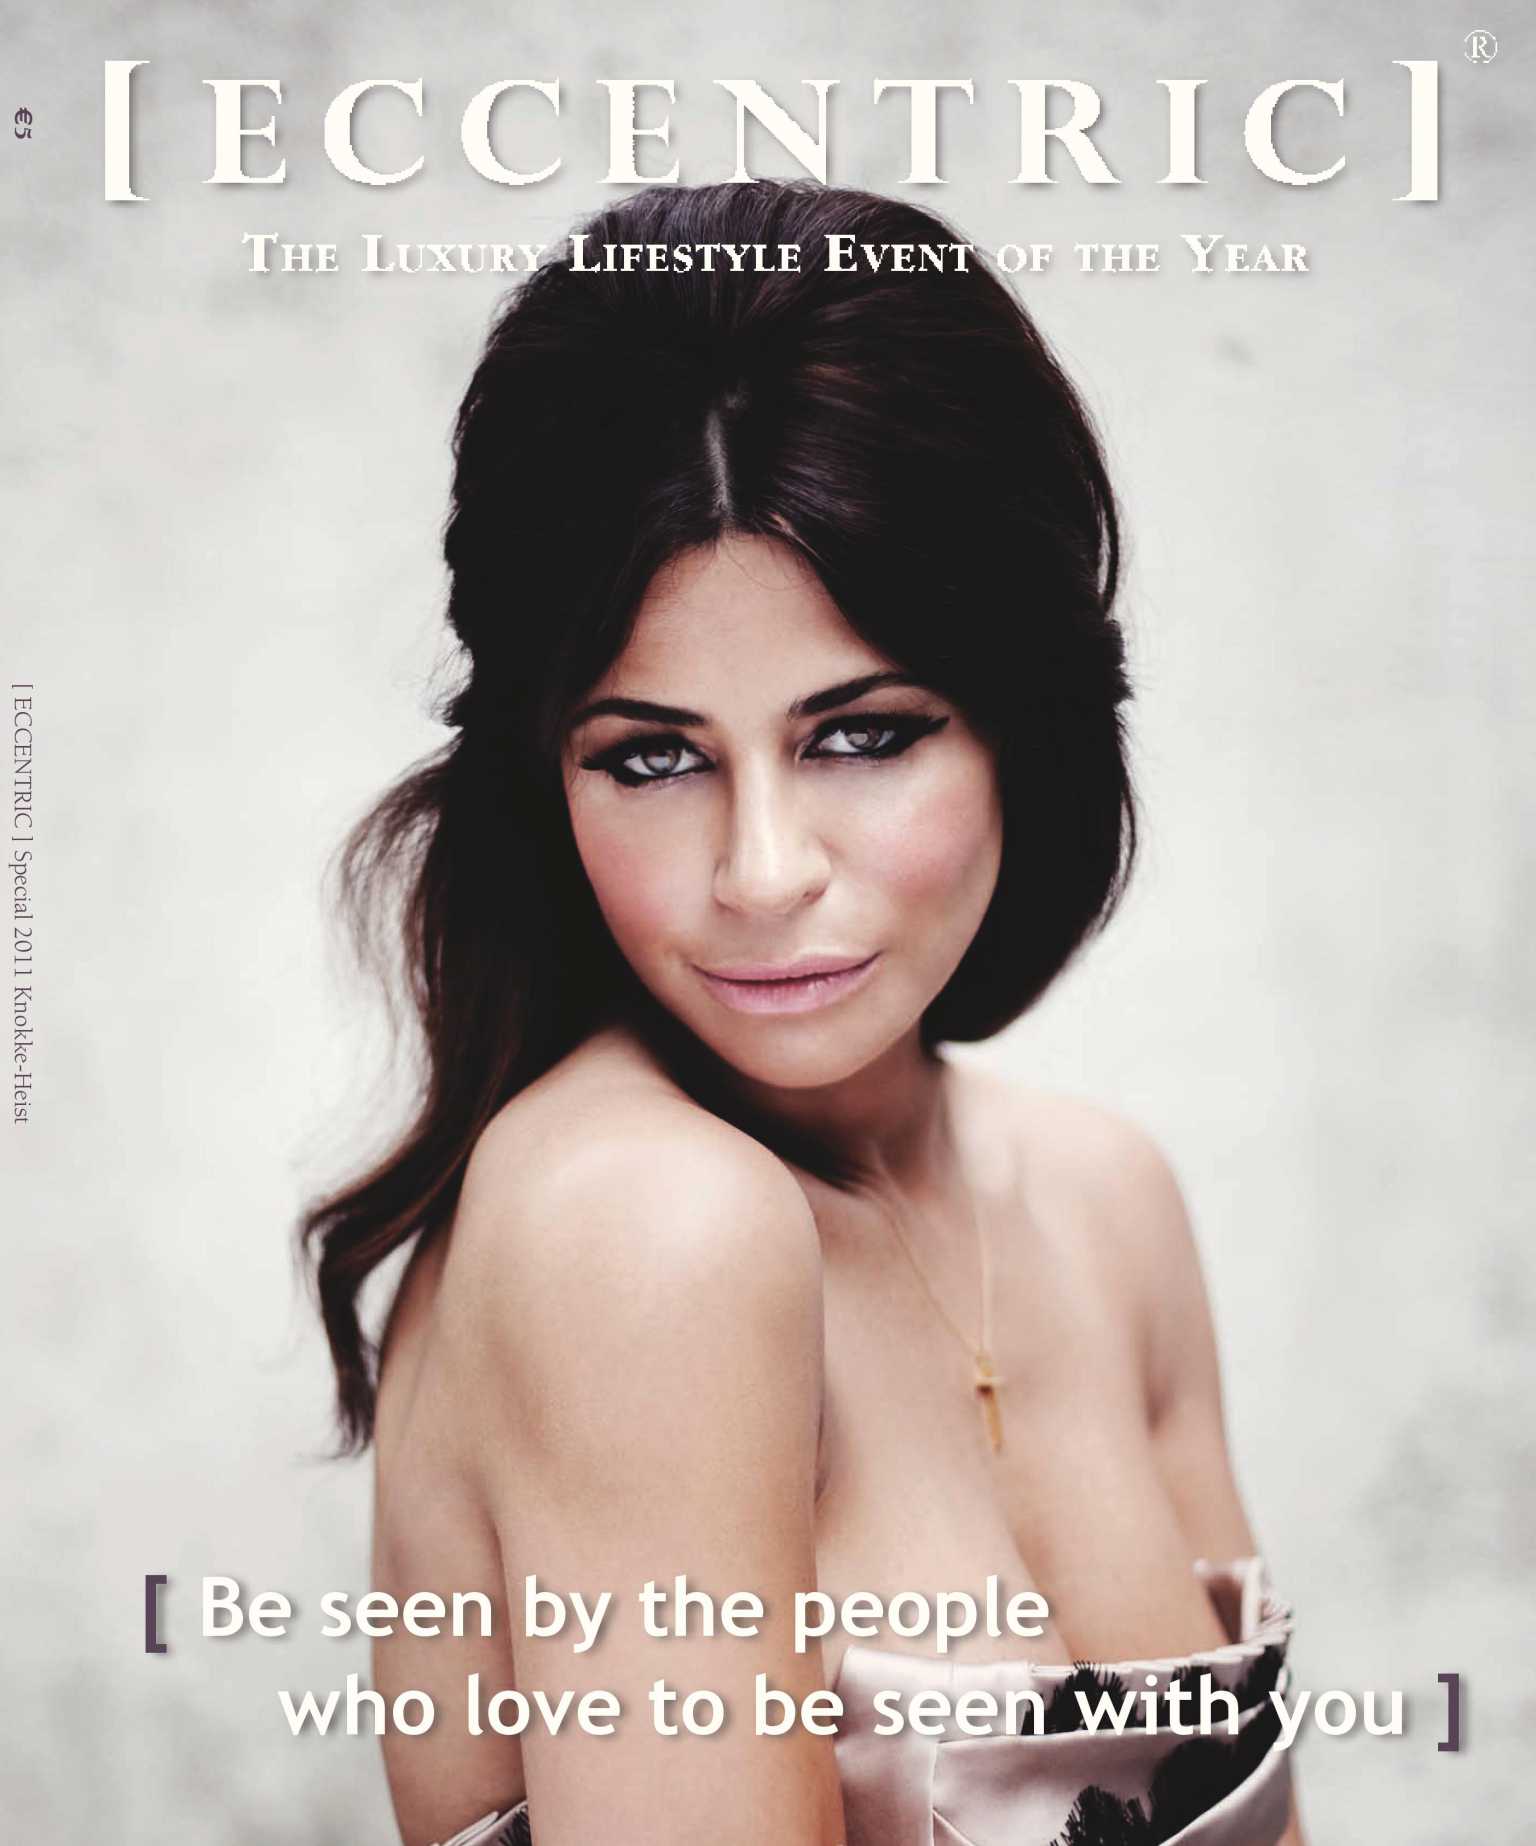 €5
[ECCENTRIC]®
The Luxury Lifestyle Event of the Year
[ ECCENTRIC ] Special 2011 Knokke-Heist
[ Be seen by the people
who love to be seen with you ]